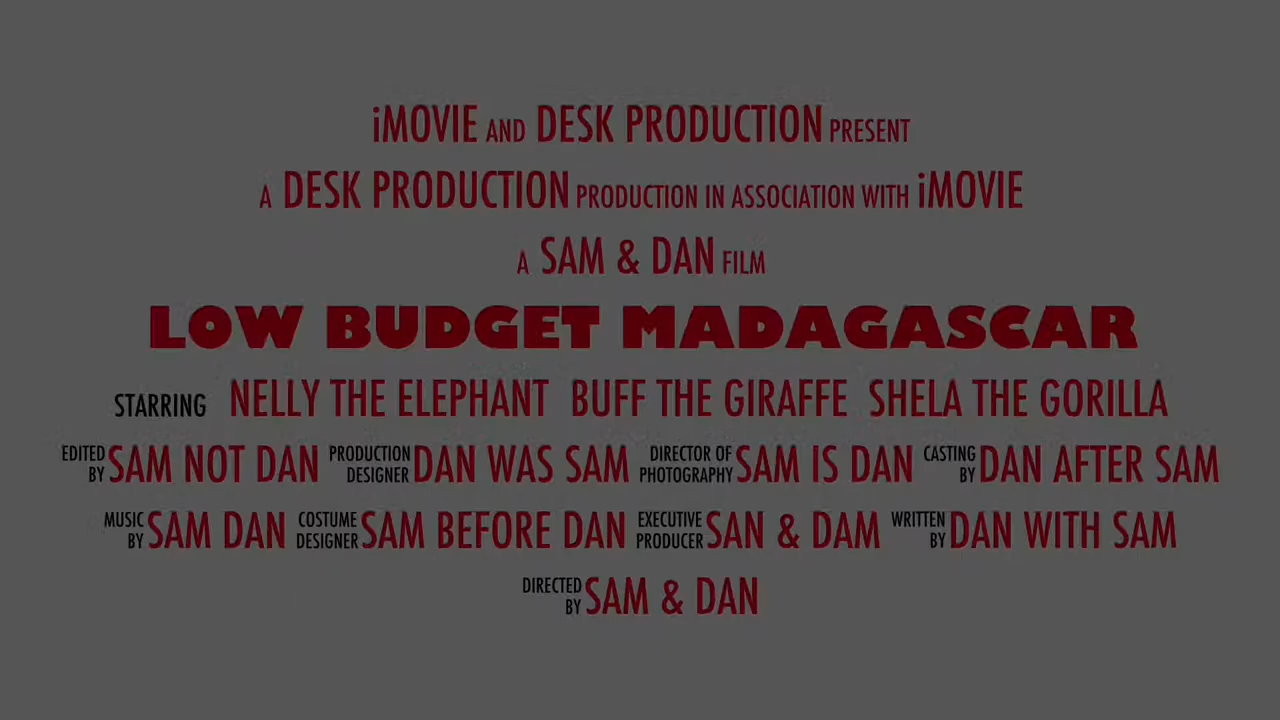 iMOVIE AND DESK PRODUCTION PRESENT
A DESK PRODUCTION PRODUCTION IN ASSOCIATION WITH iMOVIE
A SAM & DAN FILM
LOW BUDGET MADAGASCAR
STARRING NELLY THE ELEPHANT BUFF THE GIRAFFE SHELA THE GORILLA
EDITED BY SAM NOT DAN PRODUCTION DESIGNER DAN WAS SAM DIRECTOR OF PHOTOGRAPHY SAM IS DAN CASTING BY DAN AFTER SAM
MUSIC BY SAM DAN COSTUME DESIGNER SAM BEFORE DAN EXECUTIVE PRODUCER SAN & DAM WRITTEN BY DAN WITH SAM
DIRECTED BY SAM & DAN